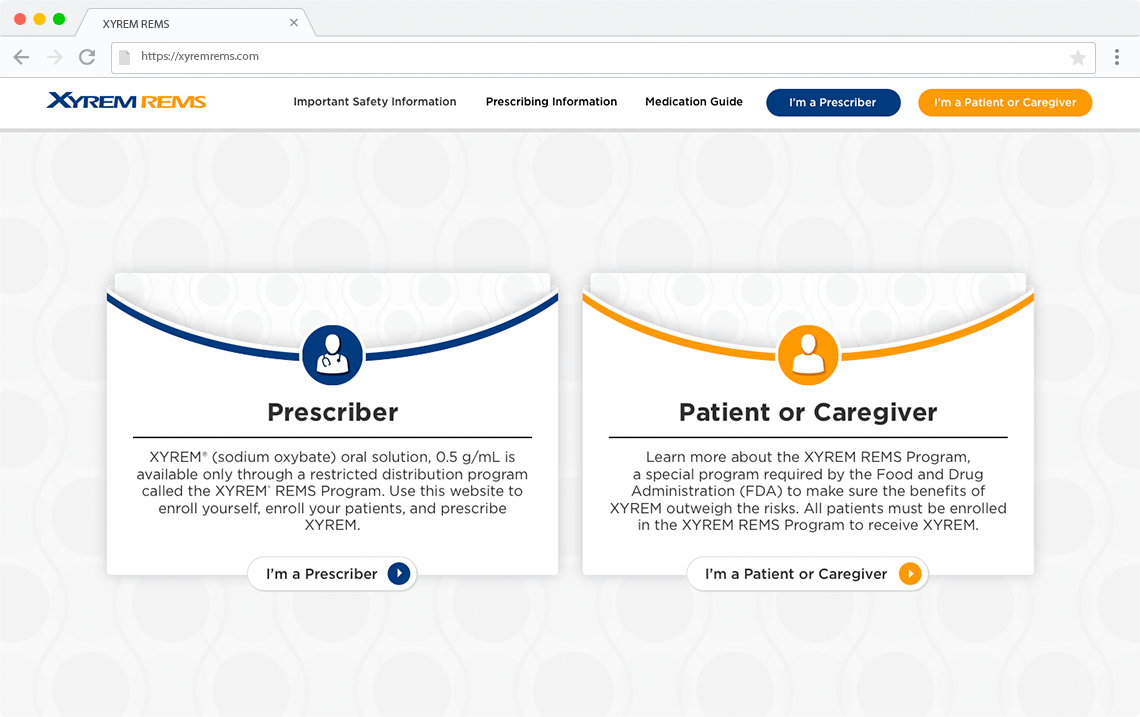 XYREM REMS
https://xyremrems.com
XYREM REMS
Important Safety Information
Prescribing Information
Medication Guide
I'm a Prescriber
I'm a Patient or Caregiver
Prescriber
XYREM® (sodium oxybate) oral solution, 0.5 g/mL is
available only through a restricted distribution program
called the XYREM® REMS Program. Use this website to
enroll yourself, enroll your patients, and prescribe
XYREM.
I'm a Prescriber
Patient or Caregiver
Learn more about the XYREM REMS Program,
a special program required by the Food and Drug
Administration (FDA) to make sure the benefits of
XYREM outweigh the risks. All patients must be enrolled
in the XYREM REMS Program to receive XYREM.
I'm a Patient or Caregiver